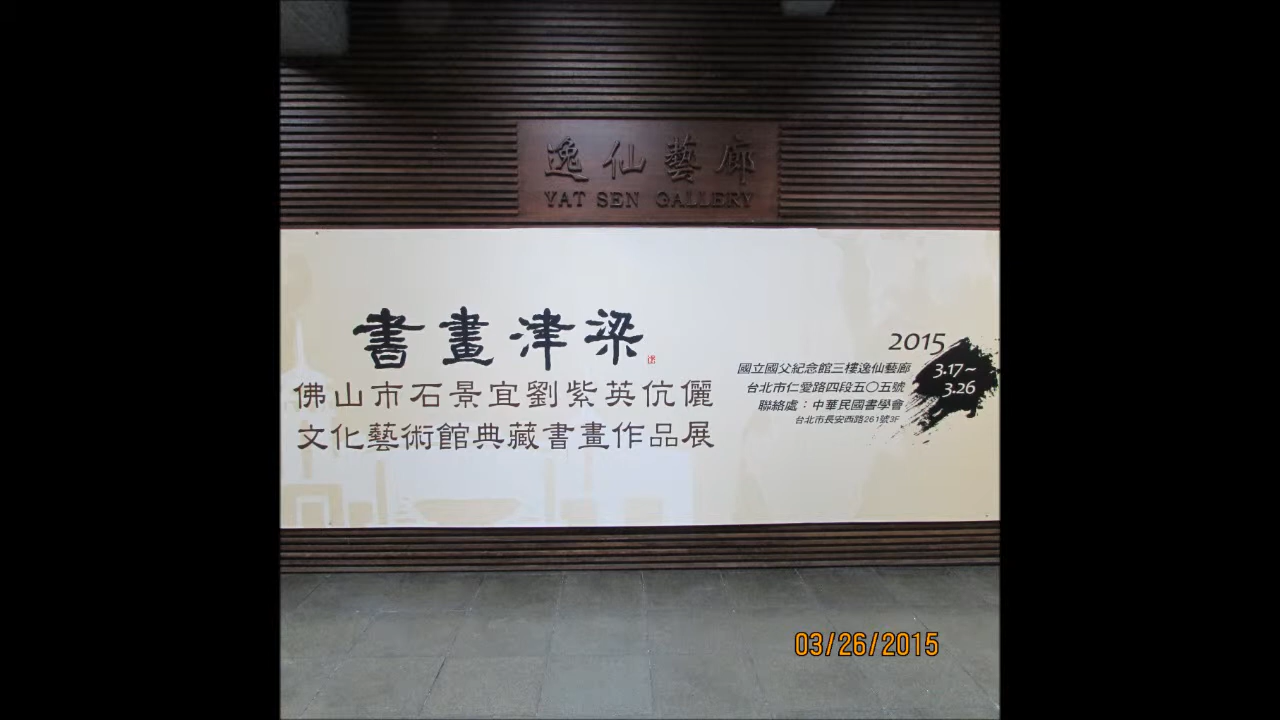 逸仙藝廊
YAT SEN GALLERY
書畫津梁
佛山市石景宜劉紫英伉儷
文化藝術館典藏書畫作品展
2015
3.17~
3.26
國立國父紀念館三樓逸仙藝廊
台北市仁愛路四段五〇五號
聯絡處：中華民國書學會
台北市長安西路261號3F
03/26/2015